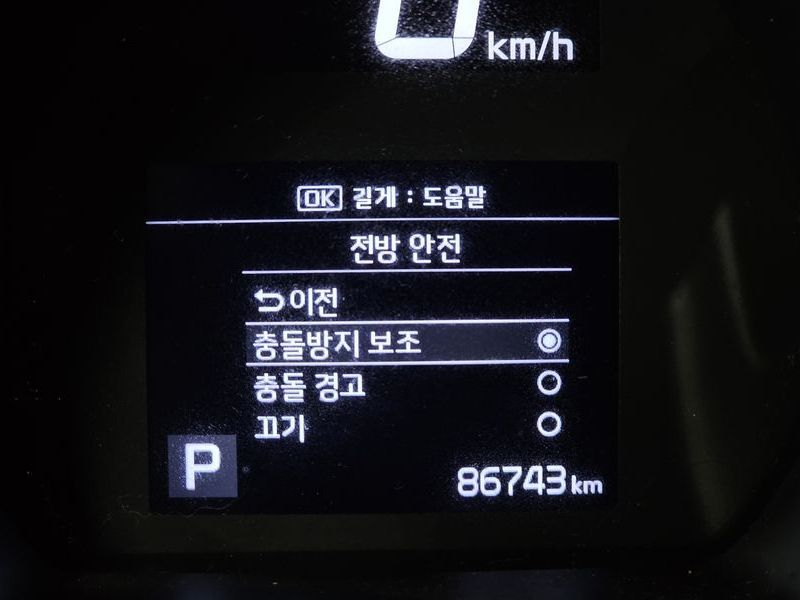 0 km/h
OK 길게 : 도움말
전방 안전
이전
충돌방지 보조
충돌 경고
끄기
P
86743 km